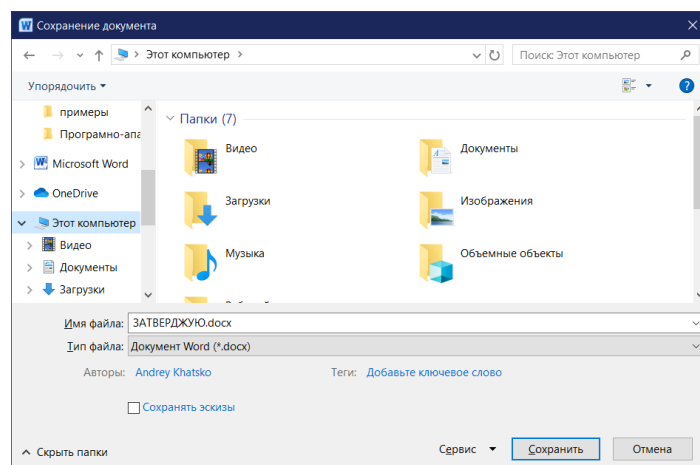 Сохранение документа
Этот компьютер
Поиск: Этот компьютер
Упорядочить
примеры
Програмно-апа
Microsoft Word
OneDrive
Этот компьютер
Видео
Документы
Загрузки
Папки (7)
Видео
Документы
Загрузки
Изображения
Музыка
Объемные объекты
Имя файла: ЗАТВЕРДЖУЮ.docx
Тип файла: Документ Word (*.docx)
Авторы: Andrey Khatsko Теги: Добавьте ключевое слово
Сохранять эскизы
Скрыть папки Сервис Сохранить Отмена